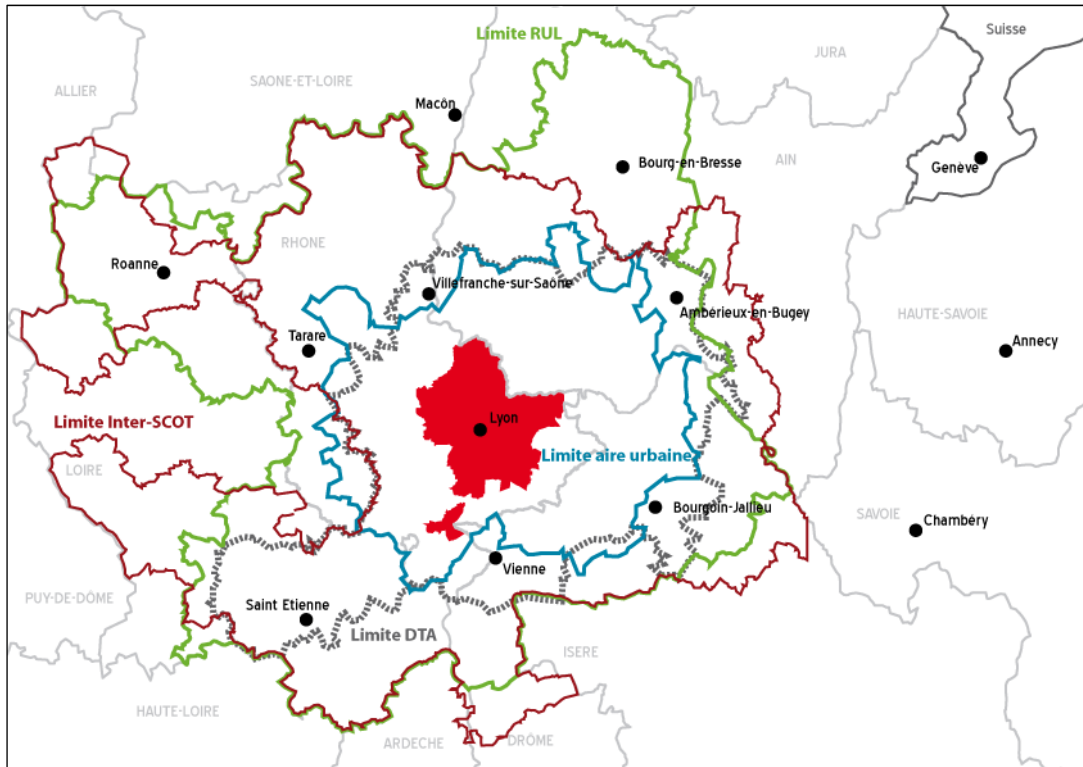 Limite RUL
Suisse
JURA
SAONE-ET-LOIRE
ALLIER
Macôn
Bourg-en-Bresse
AIN
Genève
RHONE
Roanne
Villefranche-sur-Saône
Ambérieux-en-Bugey
HAUTE-SAVOIE
Tarare
Annecy
Lyon
Limite Inter-SCOT
Limite aire urbaine
LOIRE
Bourgoin-Jallieu
SAVOIE
Chambéry
Vienne
PUY-DE-DÔME
Saint Etienne
Limite DTA
ISERE
HAUTE-LOIRE
ARDECHE
DRÔME